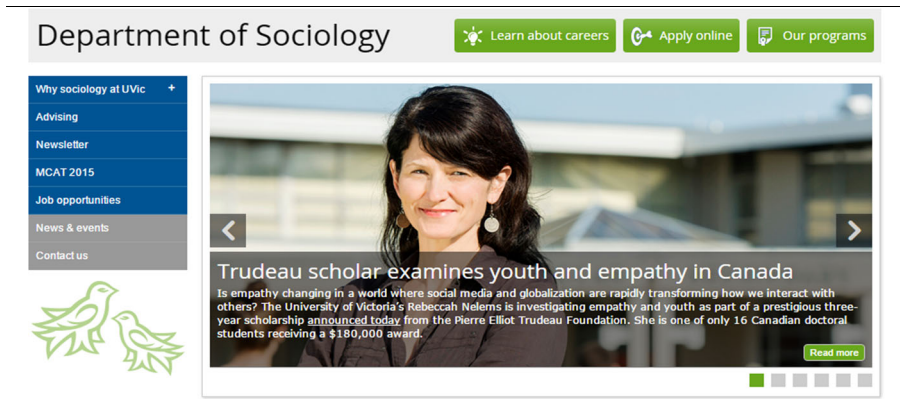 Department of Sociology
Learn about careers
Apply online
Our programs
Why sociology at UVic +
Advising
Newsletter
MCAT 2015
Job opportunities
News & events
Contact us
Trudeau scholar examines youth and empathy in Canada
Is empathy changing in a world where social media and globalization are rapidly transforming how we interact with
others? The University of Victoria's Rebeccah Nelems is investigating empathy and youth as part of a prestigious three-
year scholarship announced today from the Pierre Elliot Trudeau Foundation. She is one of only 16 Canadian doctoral
students receiving a $180,000 award.
Read more